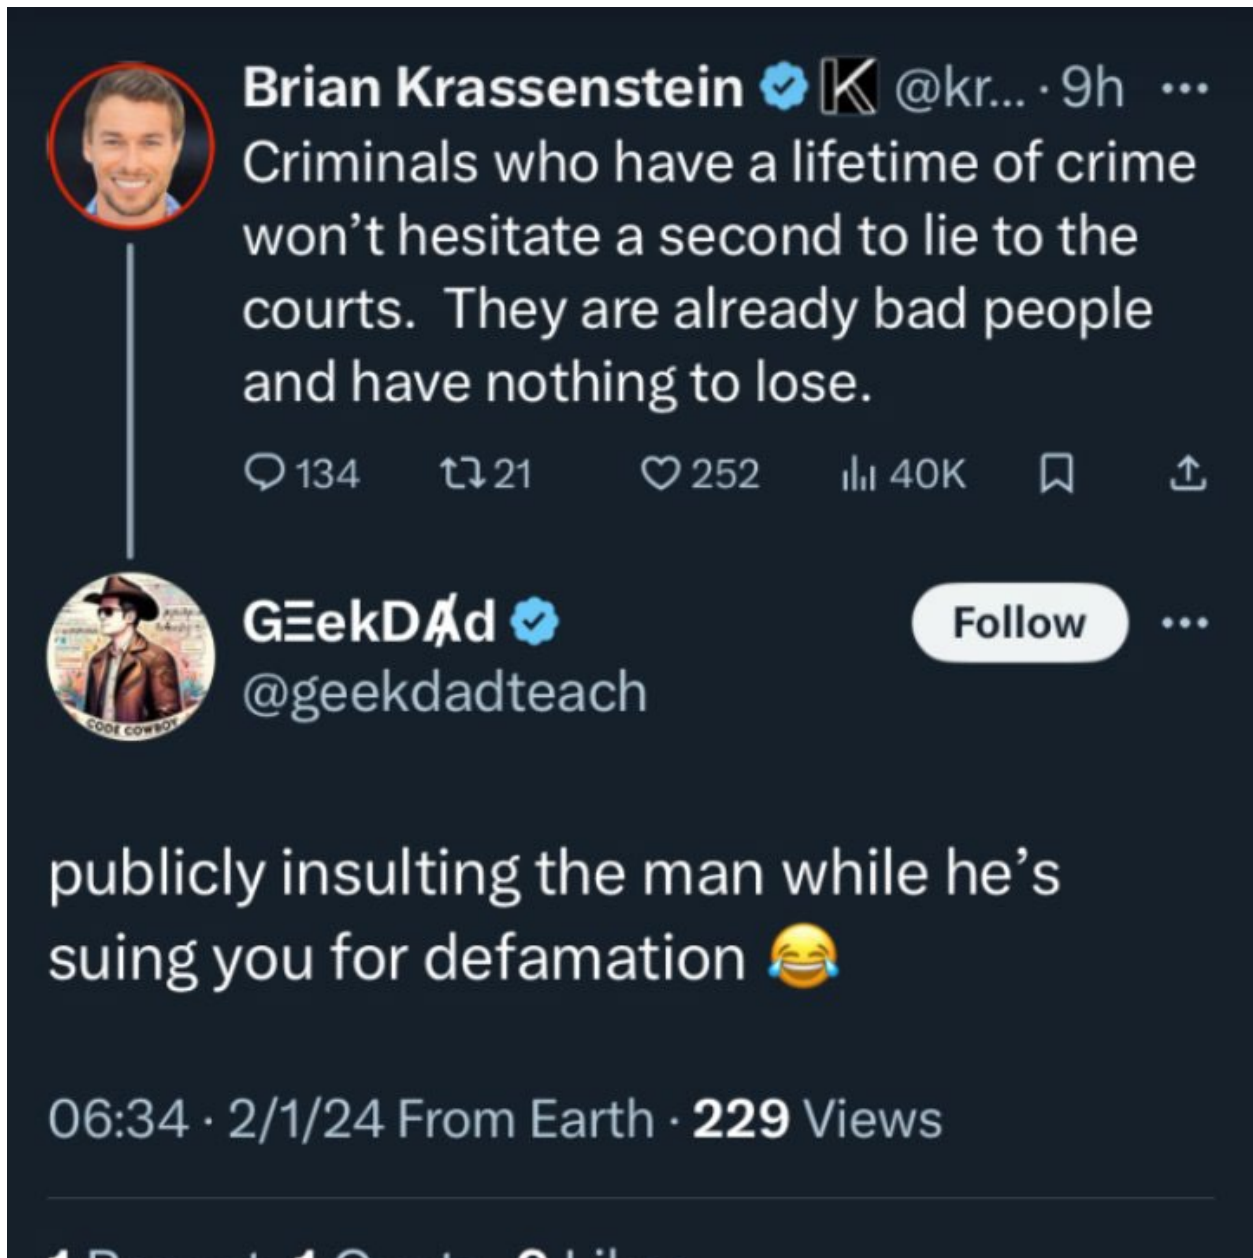 Brian Krassenstein K @kr... · 9h
Criminals who have a lifetime of crime
won’t hesitate a second to lie to the
courts.  They are already bad people
and have nothing to lose.
134 21 252 40K
GΞekDȺd
Follow
@geekdadteach
CODE COWBOY
publicly insulting the man while he’s
suing you for defamation 😂
06:34 · 2/1/24 From Earth · 229 Views